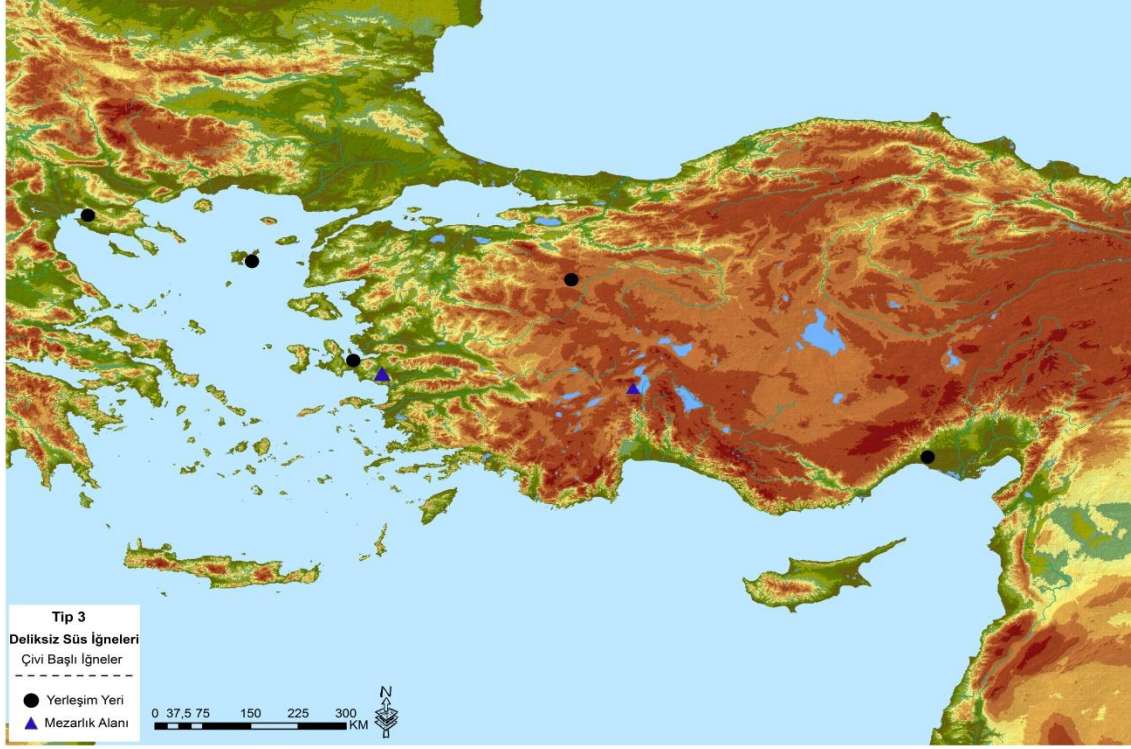 Tip 3
Deliksiz Süs İğneleri
Çivi Başlı İğneler
Yerleşim Yeri
Mezarlık Alanı
0 37,5 75 150 225 300
KM
N